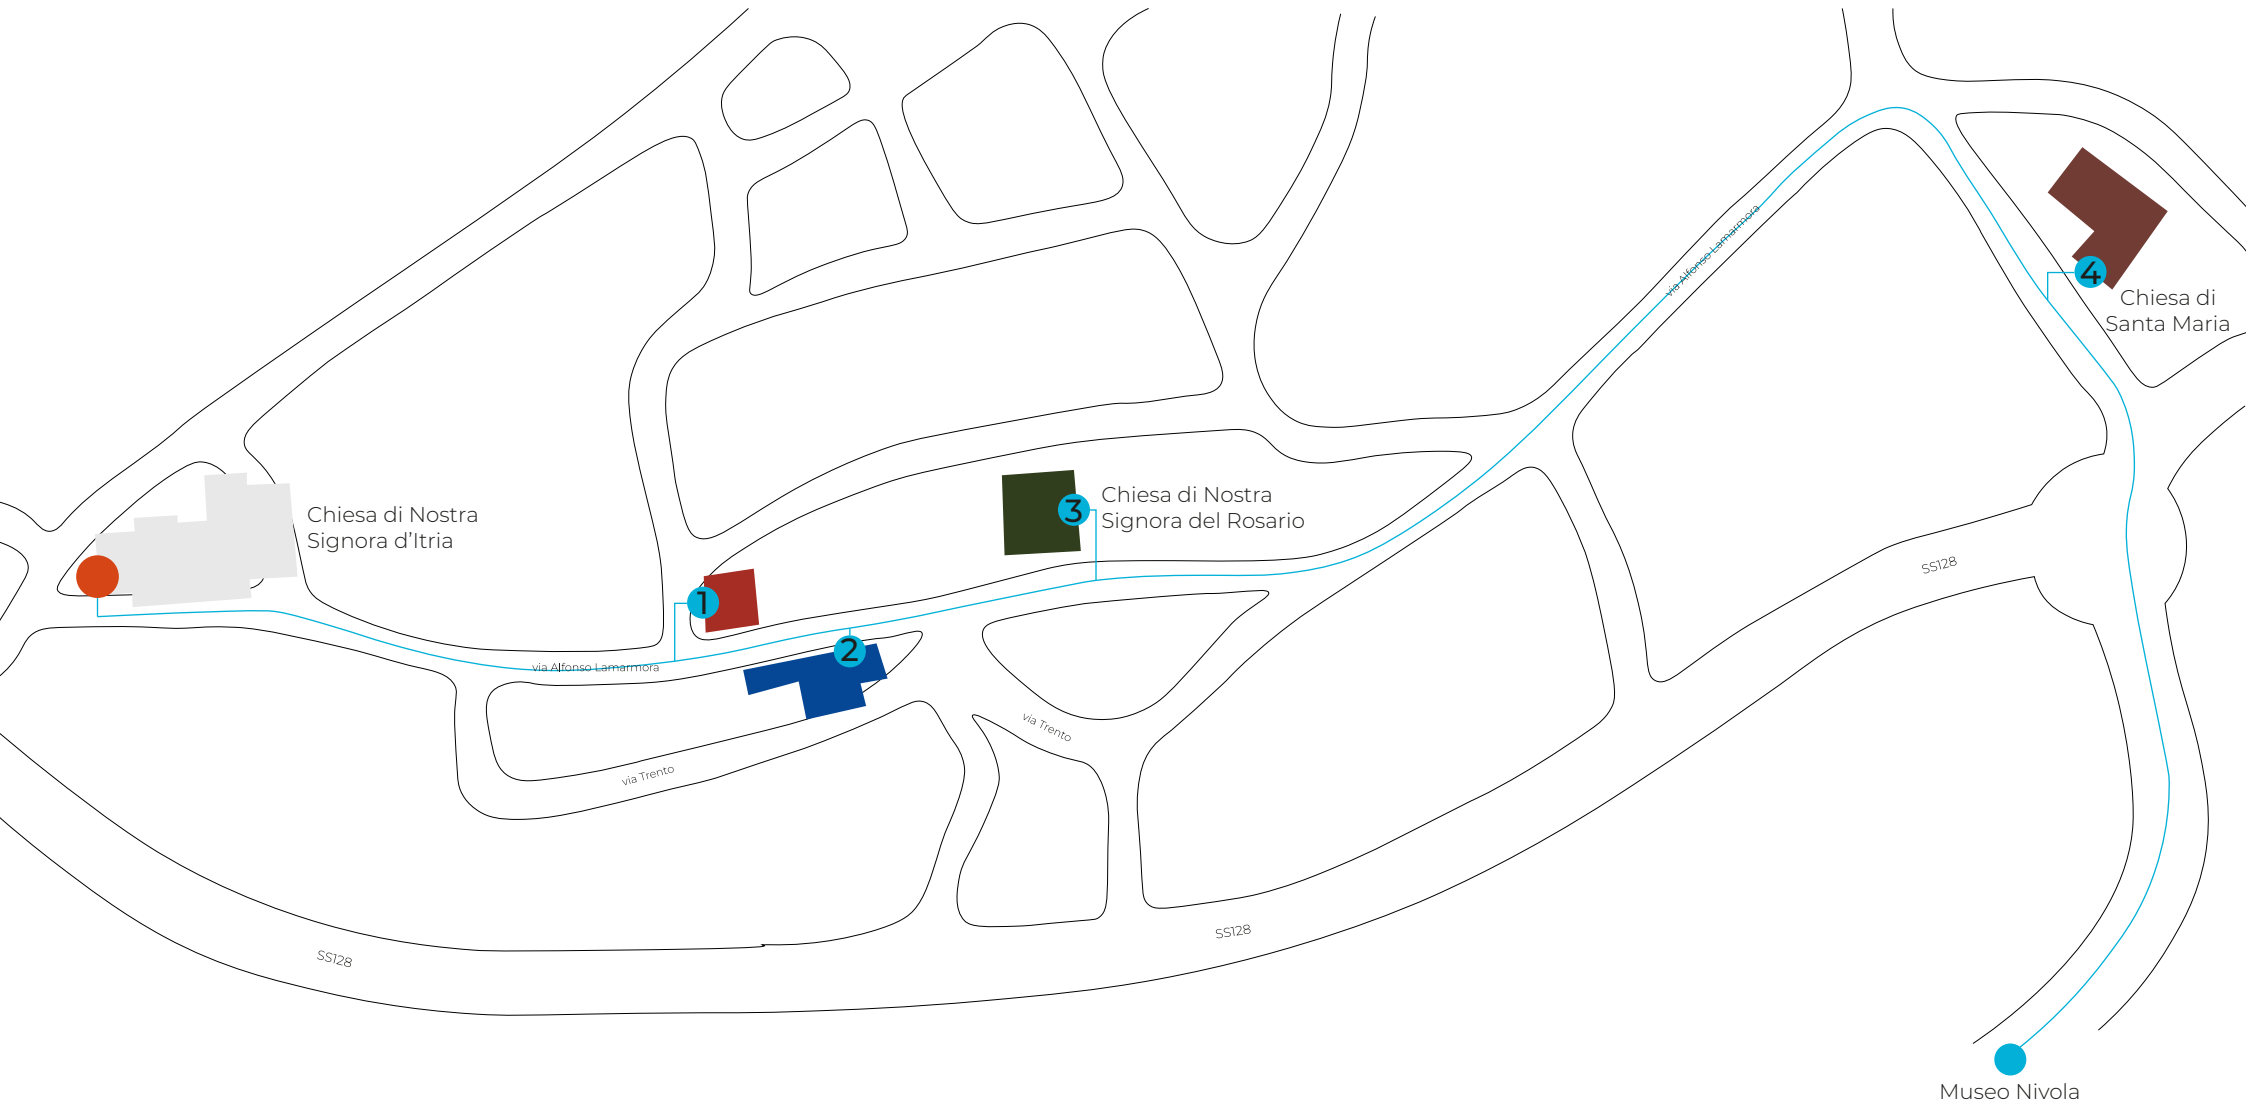 via Alfonso Lamarmora
4
Chiesa di
Santa Maria
Chiesa di Nostra
Signora d'Itria
3
Chiesa di Nostra
Signora del Rosario
SS128
1
2
via Alfonso Lamarmora
via Trento
via Trento
SS128
SS128
Museo Nivola